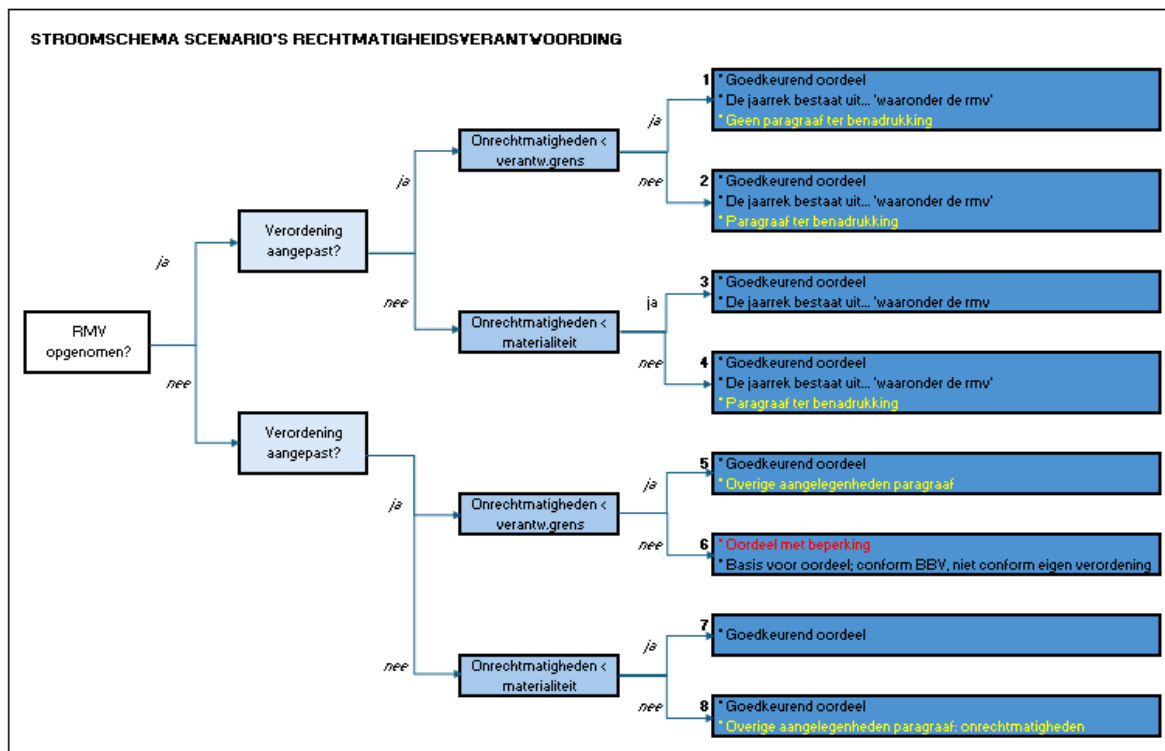 STROOMSCHEMA SCENARIO'S RECHTMATIGHEIDSVERANTWOORDING
RMV
opgenomen?
ja
nee
Verordening
aangepast?
ja
nee
Onrechtmatigheden <
verantw.grens
ja
nee
1
* Goedkeurend oordeel
* De jaarrek bestaat uit... 'waaronder de rmv'
* Geen paragraaf ter benadrukking
2
* Goedkeurend oordeel
* De jaarrek bestaat uit... 'waaronder de rmv'
* Paragraaf ter benadrukking
Onrechtmatigheden <
materialiteit
ja
nee
3
* Goedkeurend oordeel
* De jaarrek bestaat uit... 'waaronder de rmv
4
* Goedkeurend oordeel
* De jaarrek bestaat uit... 'waaronder de rmv'
* Paragraaf ter benadrukking
Verordening
aangepast?
ja
nee
Onrechtmatigheden <
verantw.grens
ja
nee
5
* Goedkeurend oordeel
* Overige aangelegenheden paragraaf
6
* Oordeel met beperking
* Basis voor oordeel; conform BBV, niet conform eigen verordening
Onrechtmatigheden <
materialiteit
ja
nee
7
* Goedkeurend oordeel
8
* Goedkeurend oordeel
* Overige aangelegenheden paragraaf: onrechtmatigheden